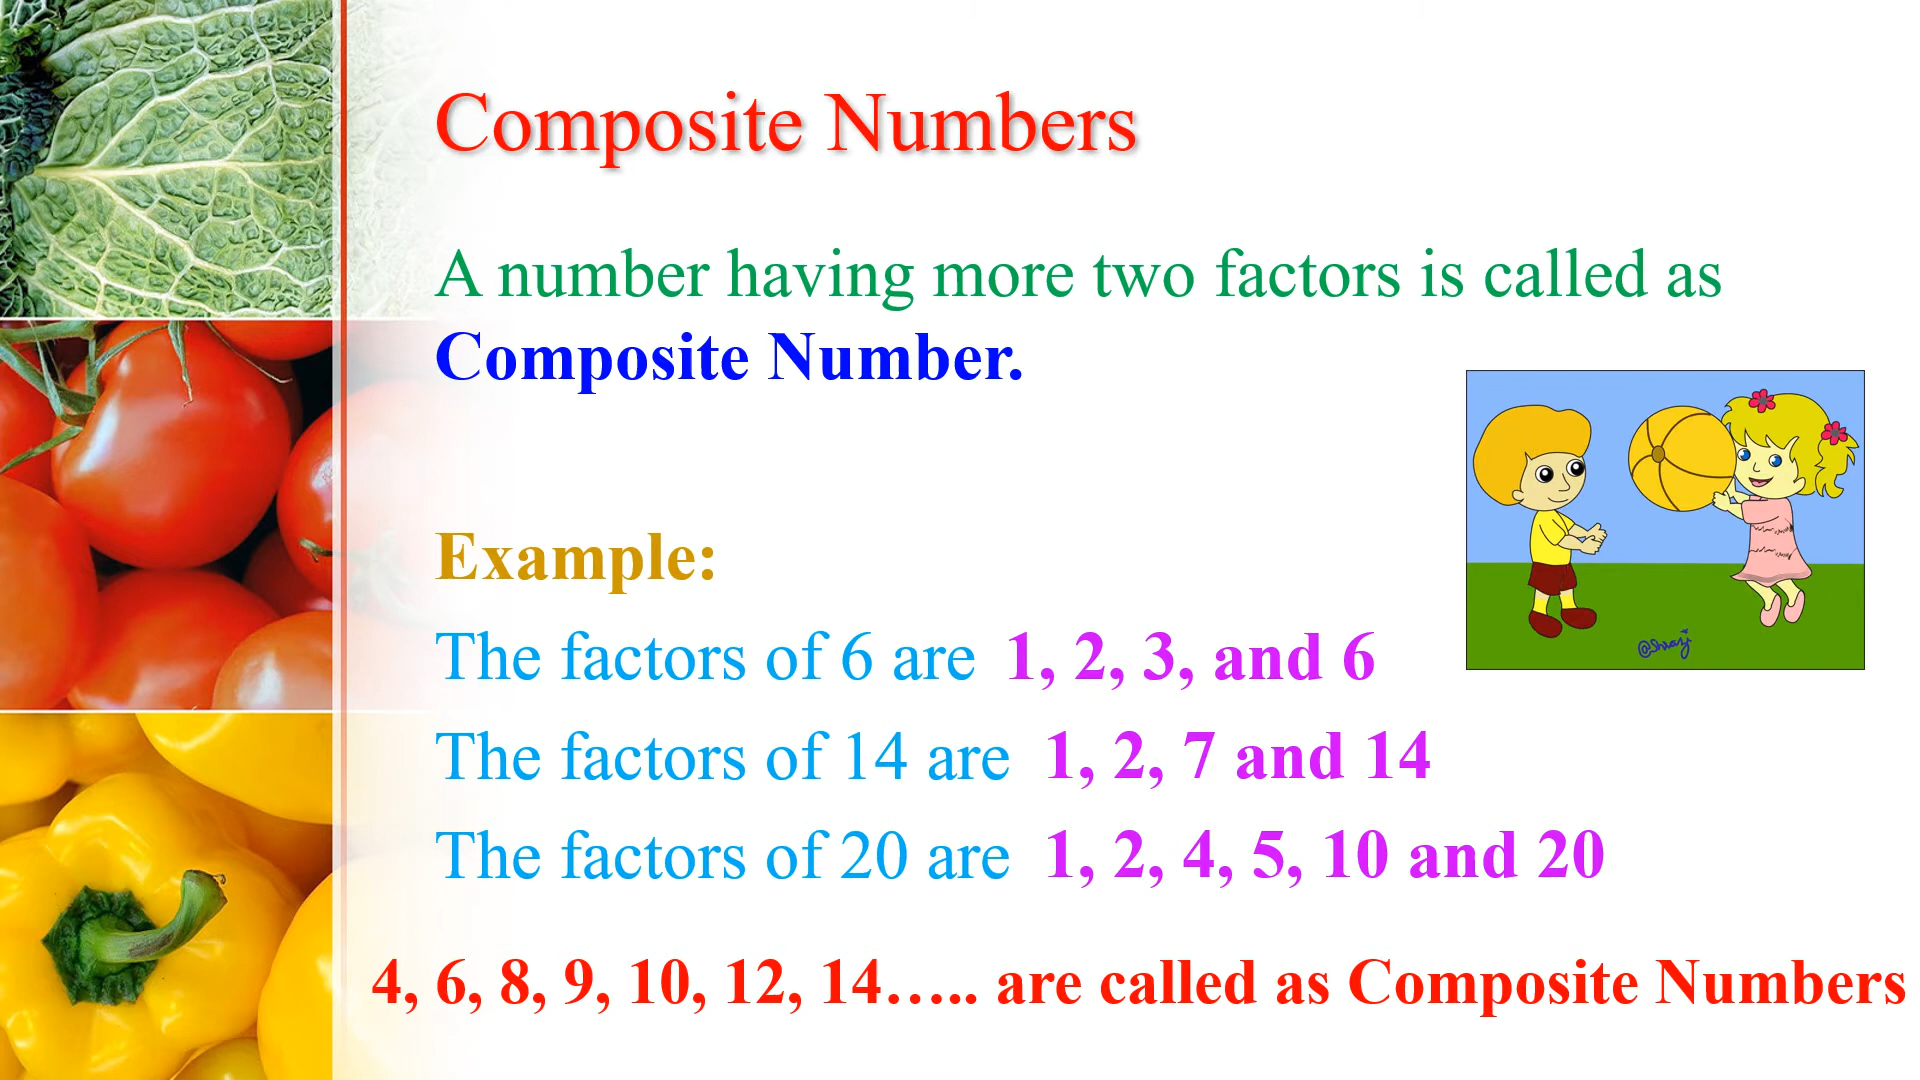 Composite Numbers
A number having more two factors is called as
Composite Number.
Example:
The factors of 6 are 1, 2, 3, and 6
The factors of 14 are 1, 2, 7 and 14
The factors of 20 are 1, 2, 4, 5, 10 and 20
4, 6, 8, 9, 10, 12, 14….. are called as Composite Numbers